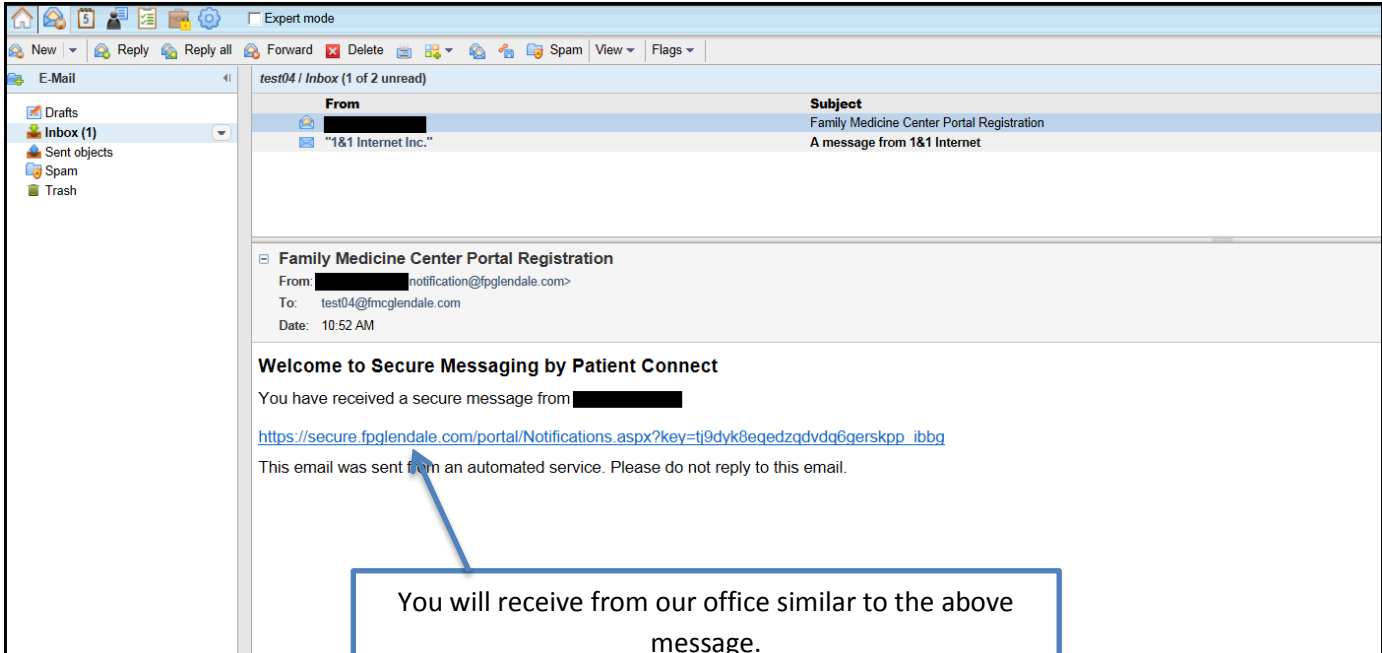 5
Expert mode
New Reply Reply all Forward Delete Spam View Flags
E-Mail
test04 / Inbox (1 of 2 unread)
Drafts
Inbox (1)
Sent objects
Spam
Trash
From Subject
Family Medicine Center Portal Registration
"1&1 Internet Inc." A message from 1&1 Internet
Family Medicine Center Portal Registration
From: notification@fpglendale.com>
To: test04@fmcglendale.com
Date: 10:52 AM
Welcome to Secure Messaging by Patient Connect
You have received a secure message from
https://secure.fpglendale.com/portal/Notifications.aspx?key=tj9dyk8eqedzqdvdq6qerskpp_ibbg
This email was sent from an automated service. Please do not reply to this email.
You will receive from our office similar to the above
message.